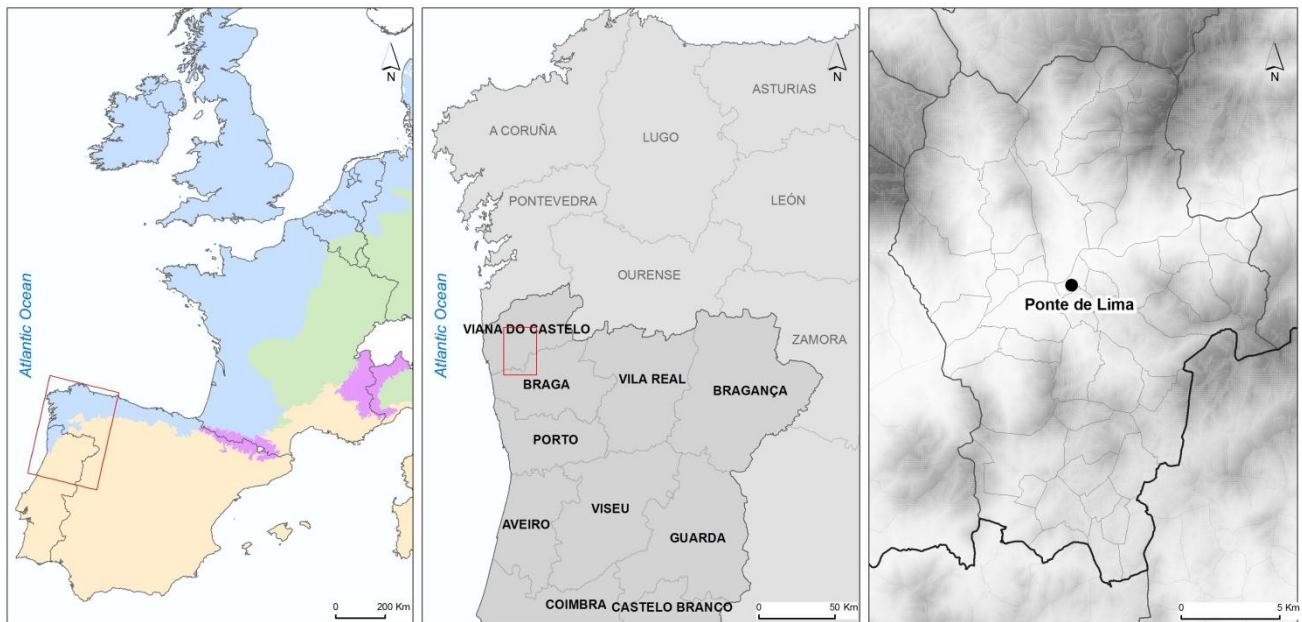 N
Atlantic Ocean
0 200 Km
N
ASTURIAS
A CORUÑA
LUGO
PONTEVEDRA
LEÓN
OURENSE
Atlantic Ocean
VIANA DO CASTELO
ZAMORA
BRAGA
VILA REAL
BRAGANÇA
PORTO
VISEU
AVEIRO
GUARDA
COIMBRA
CASTELO BRANCO
0 50 Km
N
Ponte de Lima
0 5 Km